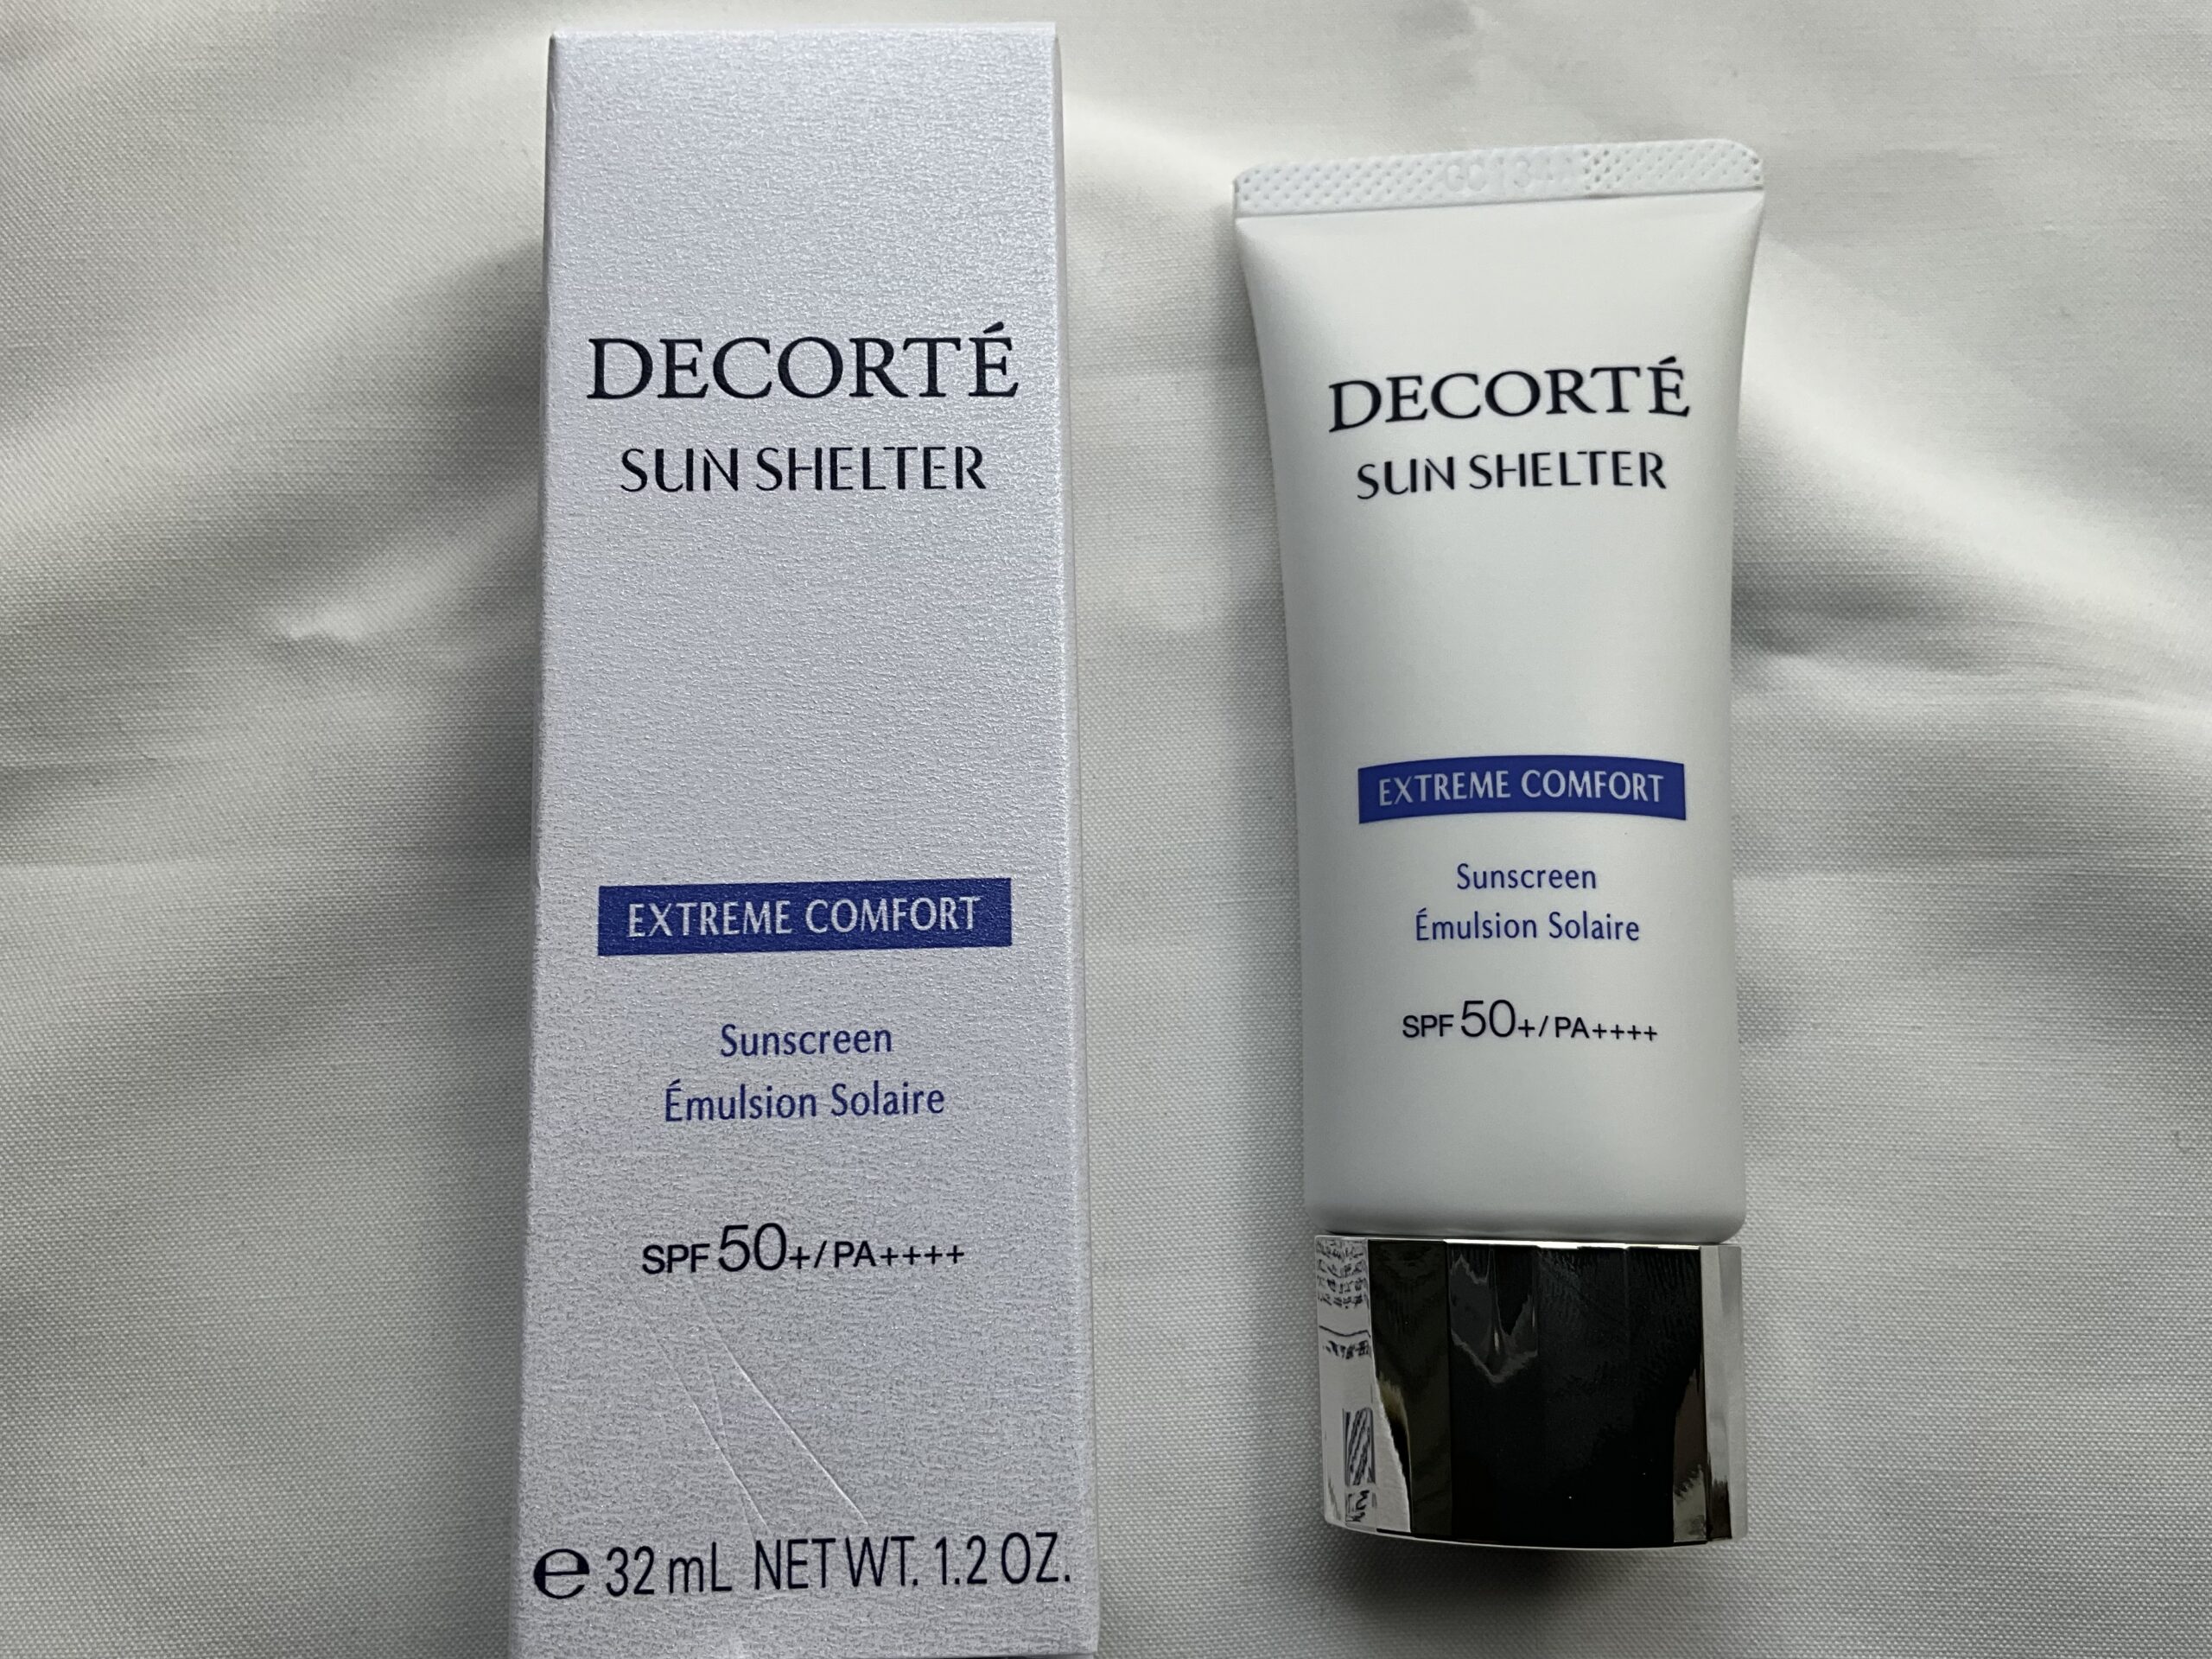 DECORTÉ
SUN SHELTER
EXTREME COMFORT
Sunscreen
Émulsion Solaire
SPF 50+/PA++++
℮ 32 mL NET WT. 1.2 OZ.
DECORTÉ
SUN SHELTER
EXTREME COMFORT
Sunscreen
Émulsion Solaire
SPF 50+/PA++++